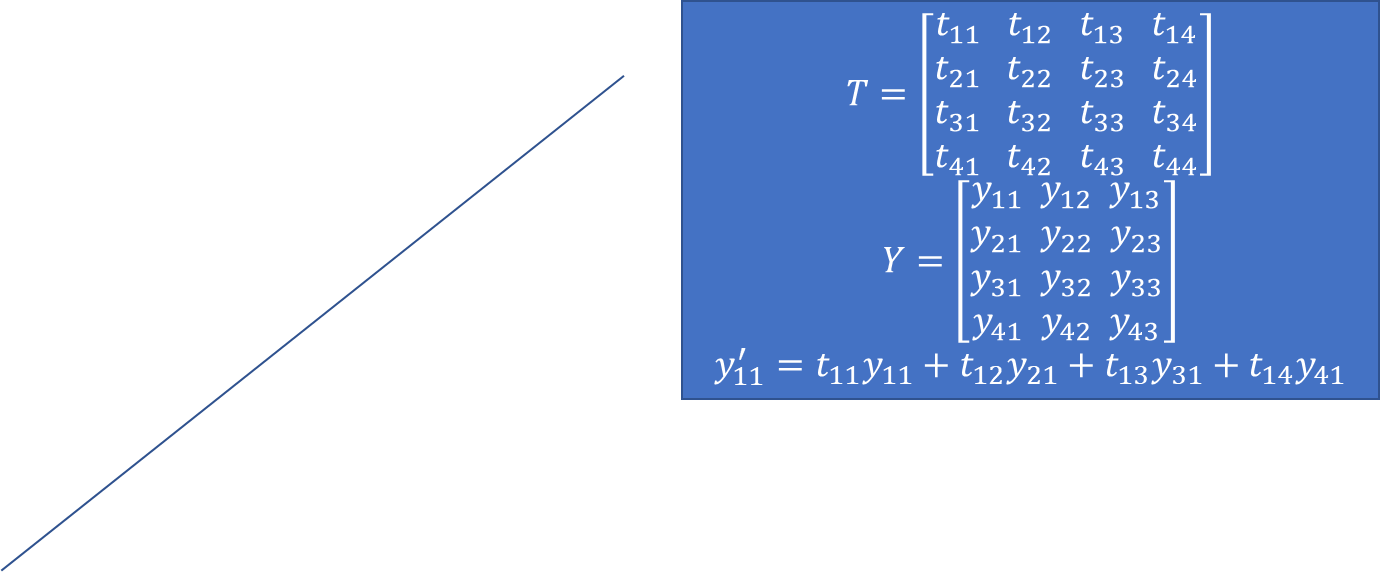 T = [t₁₁ t₁₂ t₁₃ t₁₄
t₂₁ t₂₂ t₂₃ t₂₄
t₃₁ t₃₂ t₃₃ t₃₄
t₄₁ t₄₂ t₄₃ t₄₄]
Y = [y₁₁ y₁₂ y₁₃
y₂₁ y₂₂ y₂₃
y₃₁ y₃₂ y₃₃
y₄₁ y₄₂ y₄₃]
y′₁₁ = t₁₁y₁₁ + t₁₂y₂₁ + t₁₃y₃₁ + t₁₄y₄₁